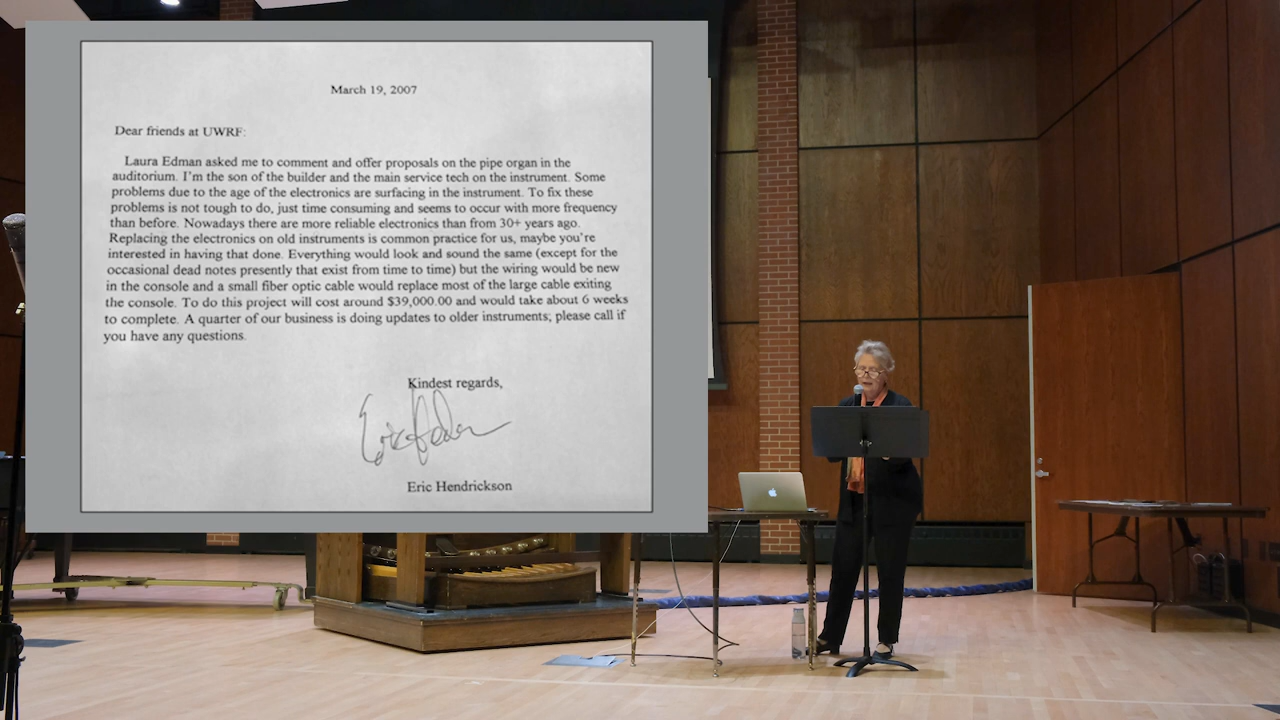 March 19, 2007
Dear friends at UWRF:
Laura Edman asked me to comment and offer proposals on the pipe organ in the
auditorium. I'm the son of the builder and the main service tech on the instrument. Some
problems due to the age of the electronics are surfacing in the instrument. To fix these
problems is not tough to do, just time consuming and seems to occur with more frequency
than before. Nowadays there are more reliable electronics than from 30+ years ago.
Replacing the electronics on old instruments is common practice for us, maybe you're
interested in having that done. Everything would look and sound the same (except for the
occasional dead notes presently that exist from time to time) but the wiring would be new
in the console and a small fiber optic cable would replace most of the large cable exiting
the console. To do this project will cost around $39,000.00 and would take about 6 weeks
to complete. A quarter of our business is doing updates to older instruments; please call if
you have any questions.
Kindest regards,
Eric Hendrickson